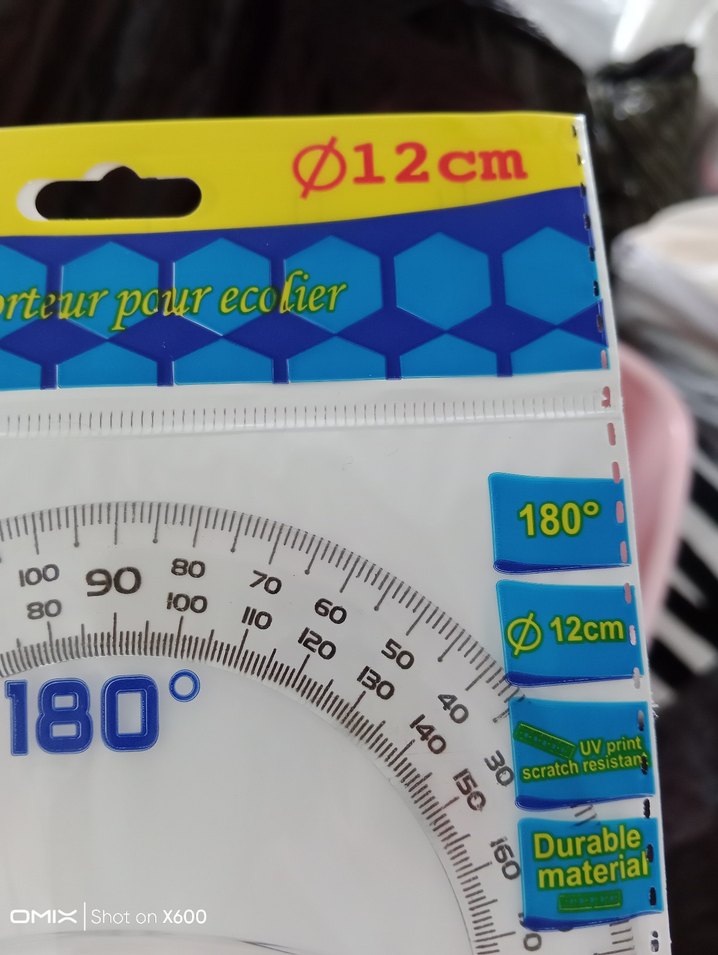 Ø12cm
orteur pour ecolier
180°
Ø 12cm
UV print
scratch resistant
Durable
material
100 90 80 70 60 50 40 30
80 100 110 120 130 140 150 160
180°
OMIX Shot on X600